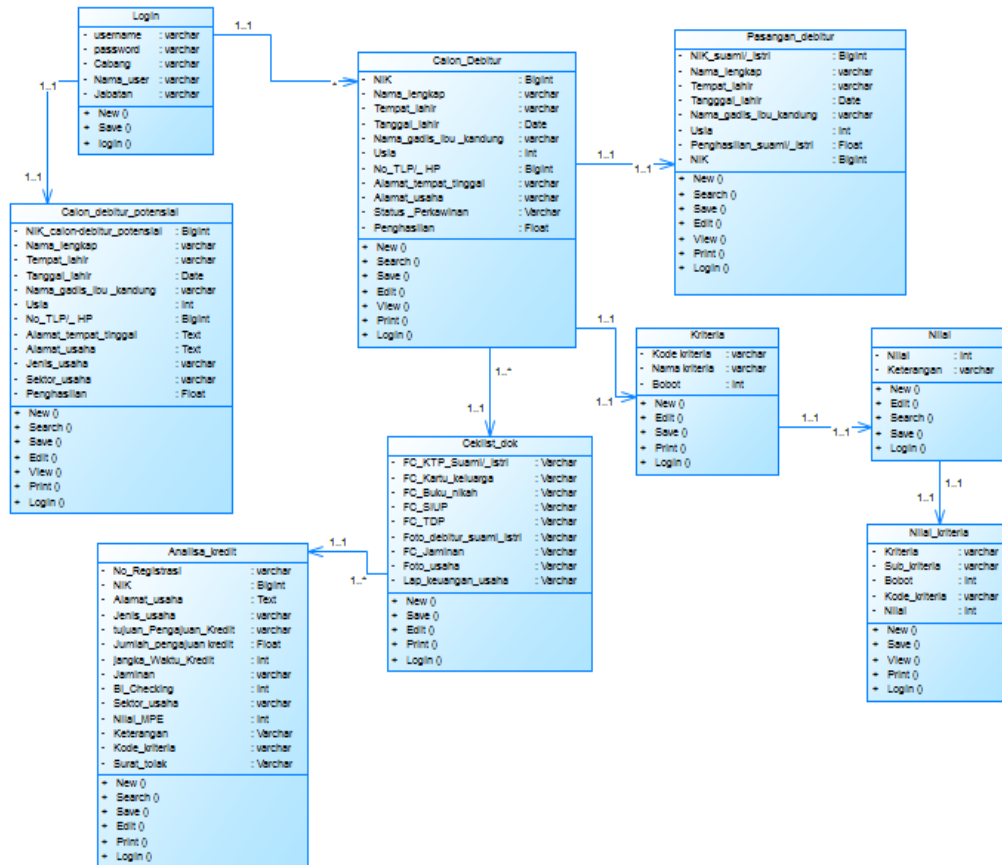 Login
- username : varchar
- password : varchar
- Cabang : varchar
- Nama_user : varchar
- Jabatan : varchar
+ New ()
+ Save ()
+ login ()
1..1
*
1..1
1..1
Calon_Debitur
- NIK : Bigint
- Nama_lengkap : varchar
- Tempat_lahir : varchar
- Tanggal_lahir : Date
- Nama_gadis_ibu _kandung : varchar
- Usia : Int
- No_TLP/_ HP : Bigint
- Alamat_tempat_tinggal : varchar
- Alamat_usaha : varchar
- Status _Perkawinan : Varchar
- Penghasilan : Float
+ New ()
+ Search ()
+ Save ()
+ Edit ()
+ View ()
+ Print ()
+ Login ()
1..1
1..1
Pasangan_debitur
- NIK_suami/_istri : Bigint
- Nama_lengkap : varchar
- Tempat_lahir : varchar
- Tangggal_lahir : Date
- Nama_gadis_ibu_kandung : varchar
- Usia : Int
- Penghasilan_suami/_istri : Float
- NIK : Bigint
+ New ()
+ Search ()
+ Save ()
+ Edit ()
+ View ()
+ Print ()
+ Login ()
Calon_debitur_potensial
- NIK_calon-debitur_potensial : Bigint
- Nama_lengkap : varchar
- Tempat_lahir : varchar
- Tanggal_lahir : Date
- Nama_gadis_ibu _kandung : varchar
- Usia : Int
- No_TLP/_ HP : Bigint
- Alamat_tempat_tinggal : Text
- Alamat_usaha : Text
- Jenis_usaha : varchar
- Sektor_usaha : varchar
- Penghasilan : Float
+ New ()
+ Search ()
+ Save ()
+ Edit ()
+ View ()
+ Print ()
+ Login ()
1..1
1..1
Kriteria
- Kode kriteria : varchar
- Nama kriteria : varchar
- Bobot : Int
+ New ()
+ Edit ()
+ Save ()
+ Print ()
+ Login ()
1..1
1..1
Nilai
- Nilai : Int
- Keterangan : varchar
+ New ()
+ Edit ()
+ Search ()
+ Save ()
+ Login ()
1..1
1..1
Nilai_kriteria
- Kriteria : varchar
- Sub_kriteria : varchar
- Bobot : Int
- Kode_kriteria : varchar
- Nilai : Int
+ New ()
+ Save ()
+ View ()
+ Print ()
+ Login ()
1..*
1..1
Ceklist_dok
- FC_KTP_Suami/_istri : Varchar
- FC_Kartu_keluarga : Varchar
- FC_Buku_nikah : Varchar
- FC_SIUP : Varchar
- FC_TDP : Varchar
- Foto_debitur_suami_istri : Varchar
- FC_Jaminan : Varchar
- Foto_usaha : Varchar
- Lap_keuangan_usaha : Varchar
+ New ()
+ Save ()
+ Edit ()
+ Print ()
+ Login ()
1..1
1..*
Analisa_kredit
- No_Registrasi : varchar
- NIK : Bigint
- Alamat_usaha : Text
- Jenis_usaha : varchar
- tujuan_Pengajuan_Kredit : varchar
- Jumlah_pengajuan kredit : Float
- jangka_Waktu_Kredit : Int
- Jaminan : varchar
- BI_Checking : Int
- Sektor_usaha : varchar
- Nilai_MPE : Int
- Keterangan : Varchar
- Kode_kriteria : varchar
- Surat_tolak : Varchar
+ New ()
+ Search ()
+ Save ()
+ Edit ()
+ Print ()
+ Login ()